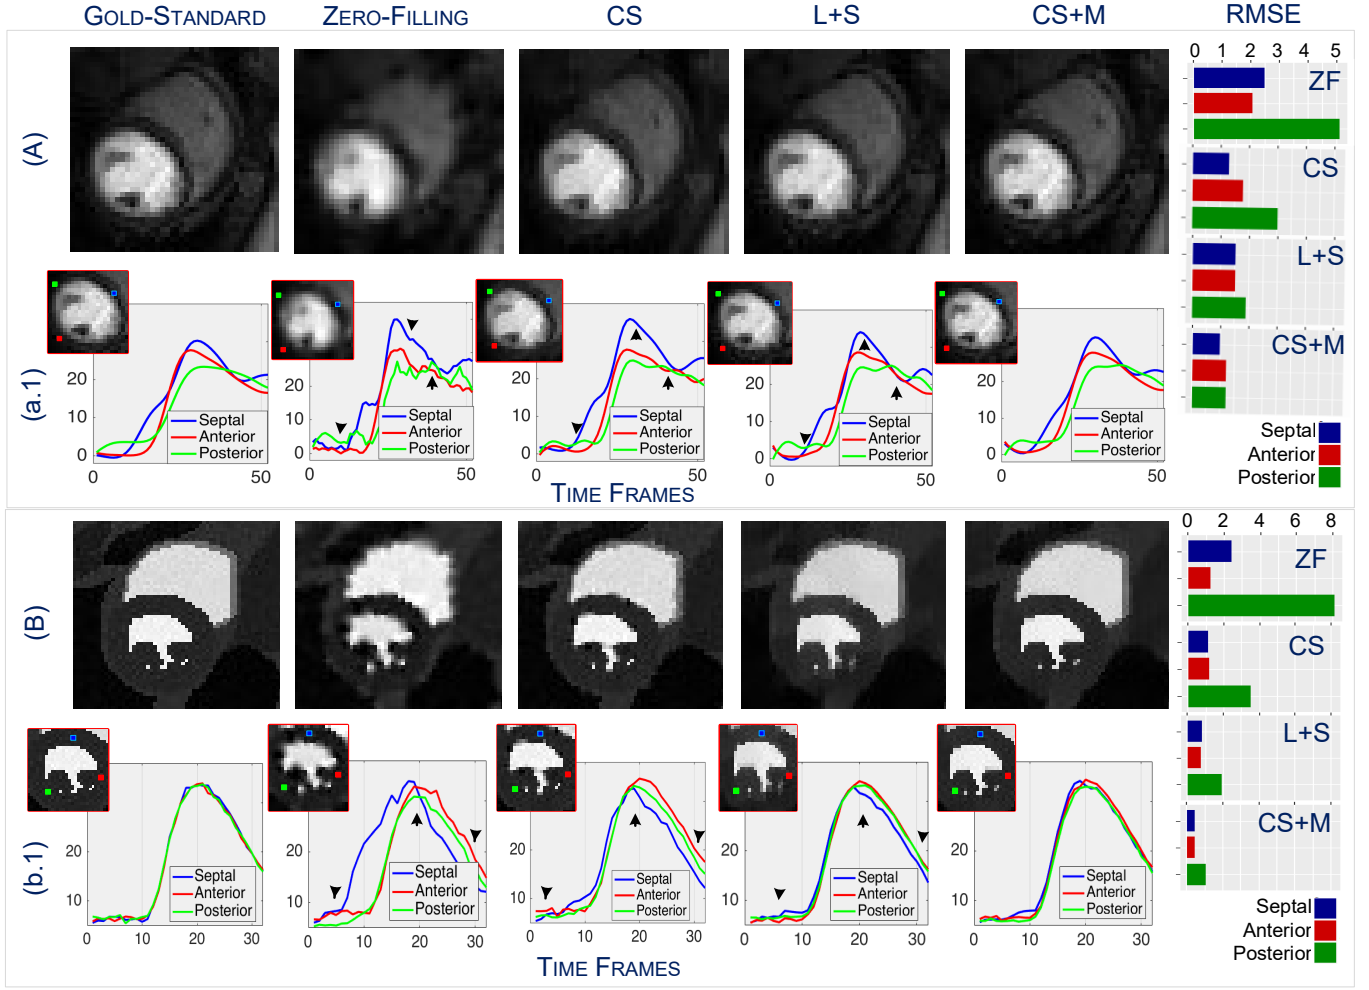 GOLD-STANDARD ZERO-FILLING CS L+S CS+M RMSE
(A)
0 1 2 3 4 5
ZF
CS
L+S
CS+M
(a.1)
20
10
0
0 50
Septal
Anterior
Posterior
20
10
0
0 50
Septal
Anterior
Posterior
20
10
0
0 50
Septal
Anterior
Posterior
20
10
0
0 50
Septal
Anterior
Posterior
20
10
0
0 50
Septal
Anterior
Posterior
TIME FRAMES
Septal
Anterior
Posterior
(B)
0 2 4 6 8
ZF
CS
L+S
CS+M
(b.1)
20
10
0 10 20 30
Septal
Anterior
Posterior
20
10
0 10 20 30
Septal
Anterior
Posterior
20
10
0 10 20 30
Septal
Anterior
Posterior
20
10
0 10 20 30
Septal
Anterior
Posterior
20
10
0 10 20 30
Septal
Anterior
Posterior
TIME FRAMES
Septal
Anterior
Posterior